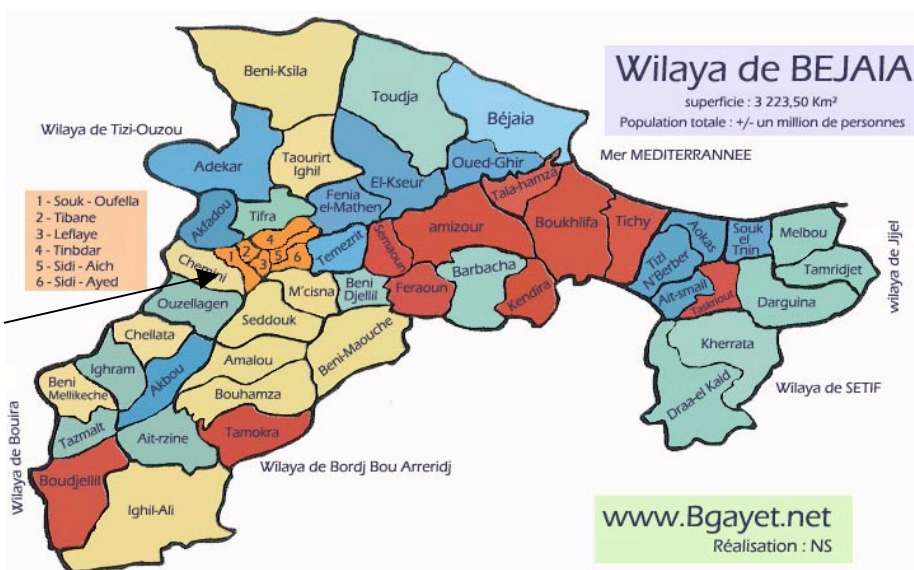 Wilaya de BEJAIA
superficie : 3 223,50 Km²
Population totale : +/- un million de personnes
Beni-Ksila
Toudja
Béjaia
Wilaya de Tizi-Ouzou
Mer MEDITERRANNEE
Adekar
Taourirt
Ighil
El-Kseur
Oued-Ghir
1 - Souk - Oufella
2 - Tibane
3 - Leflaye
4 - Tinbdar
5 - Sidi - Aich
6 - Sidi - Ayed
Akfadou
Tifra
Fenia
el-Mathen
Tala-hamza
amizour
Boukhlifa
Tichy
Semaoun
Temezrit
1
2
3
4
5
6
Chemini
Ouzellagen
M'cisna
Beni
Djellil
Feraoun
Barbacha
Kendira
Tizi
N'Berber
Aokas
Souk
el
Tnin
Melbou
Tamridjet
Ait-smail
Taskriout
Darguina
wilaya de Jijel
Kherrata
Draa-el Kaid
Wilaya de SETIF
Chellata
Seddouk
Amalou
Beni-Maouche
Ighram
Akbou
Bouhamza
Beni
Mellikeche
Tazmalt
Ait-rzine
Tamokra
Wilaya de Bouira
Wilaya de Bordj Bou Arreridj
Boudjellil
Ighil-Ali
www.Bgayet.net
Réalisation : NS